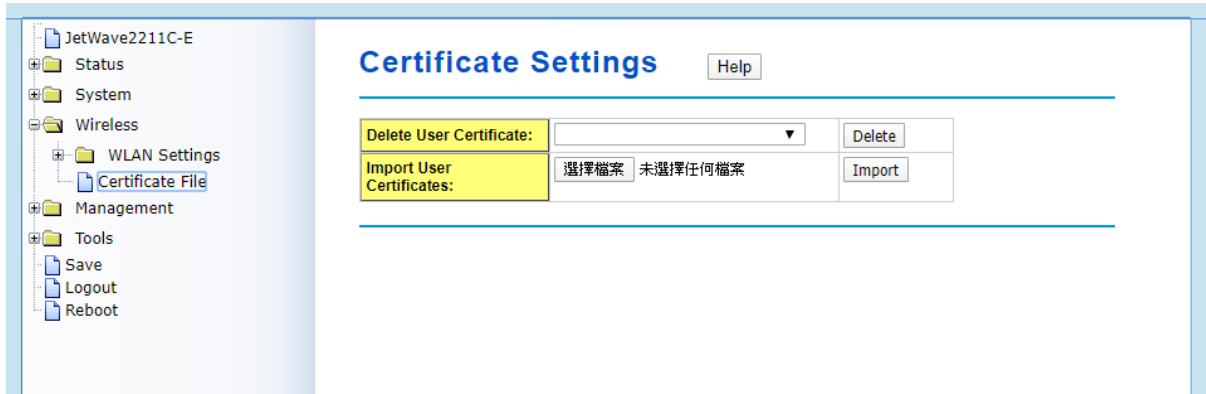 JetWave2211C-E
Status
System
Wireless
WLAN Settings
Certificate File
Management
Tools
Save
Logout
Reboot
Certificate Settings Help
Delete User Certificate: Delete
Import User
Certificates: 選擇檔案 未選擇任何檔案 Import